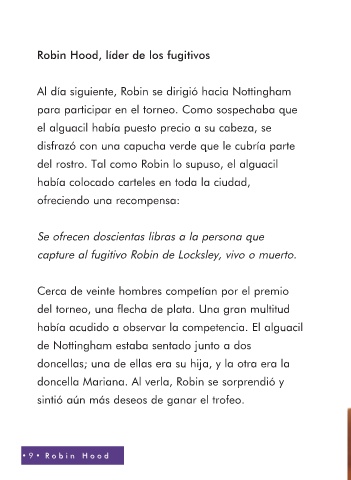 Robin Hood, líder de los fugitivos
Al día siguiente, Robin se dirigió hacia Nottingham
para participar en el torneo. Como sospechaba que
el alguacil había puesto precio a su cabeza, se
disfrazó con una capucha verde que le cubría parte
del rostro. Tal como Robin lo supuso, el alguacil
había colocado carteles en toda la ciudad,
ofreciendo una recompensa:
Se ofrecen doscientas libras a la persona que
capture al fugitivo Robin de Locksley, vivo o muerto.
Cerca de veinte hombres competían por el premio
del torneo, una flecha de plata. Una gran multitud
había acudido a observar la competencia. El alguacil
de Nottingham estaba sentado junto a dos
doncellas; una de ellas era su hija, y la otra era la
doncella Mariana. Al verla, Robin se sorprendió y
sintió aún más deseos de ganar el trofeo.
• 9 • Robin Hood